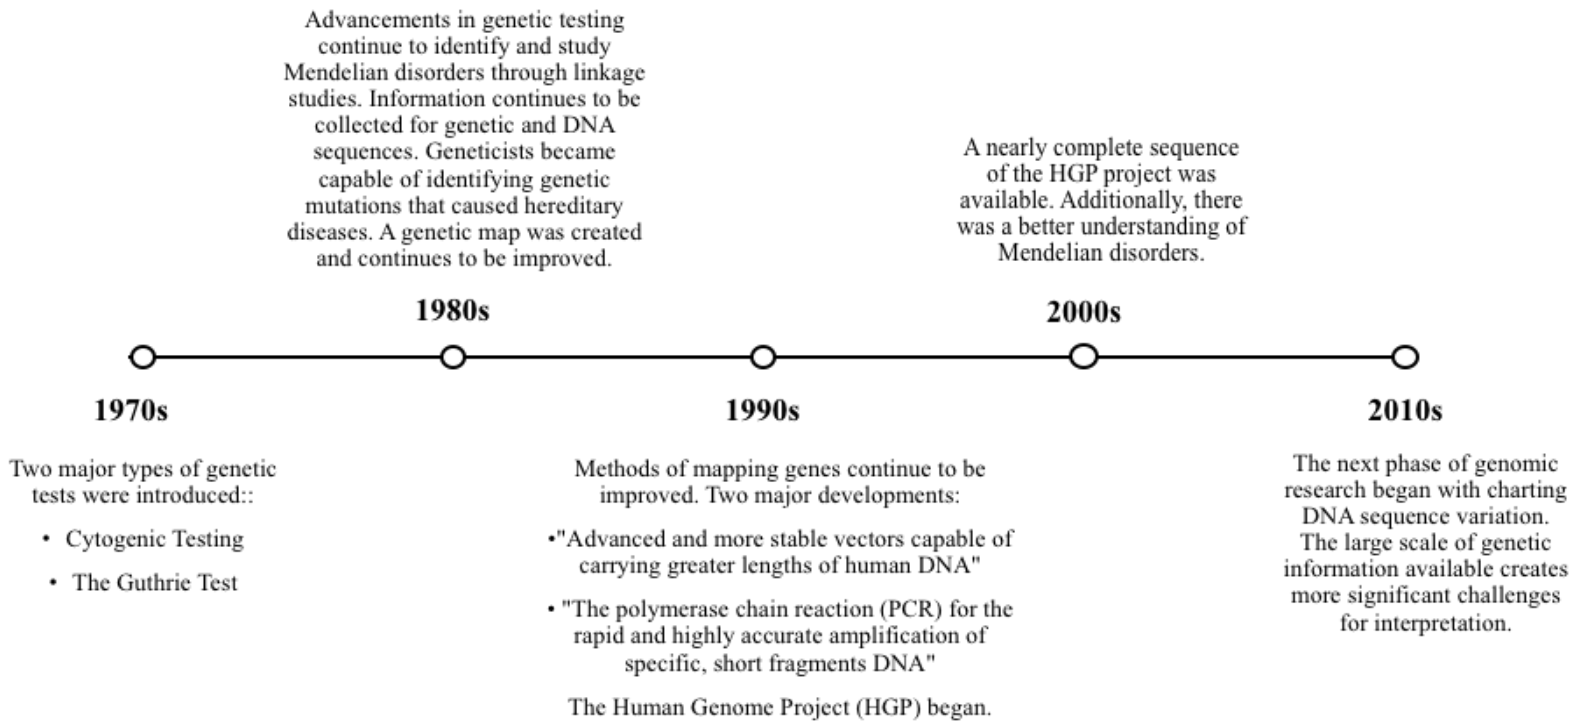 Advancements in genetic testing
continue to identify and study
Mendelian disorders through linkage
studies. Information continues to be
collected for genetic and DNA
sequences. Geneticists became
capable of identifying genetic
mutations that caused hereditary
diseases. A genetic map was created
and continues to be improved.
1980s
A nearly complete sequence
of the HGP project was
available. Additionally, there
was a better understanding of
Mendelian disorders.
2000s
1970s
Two major types of genetic
tests were introduced::
• Cytogenic Testing
• The Guthrie Test
1990s
Methods of mapping genes continue to be
improved. Two major developments:
•"Advanced and more stable vectors capable of
carrying greater lengths of human DNA"
• "The polymerase chain reaction (PCR) for the
rapid and highly accurate amplification of
specific, short fragments DNA"
The Human Genome Project (HGP) began.
2010s
The next phase of genomic
research began with charting
DNA sequence variation.
The large scale of genetic
information available creates
more significant challenges
for interpretation.